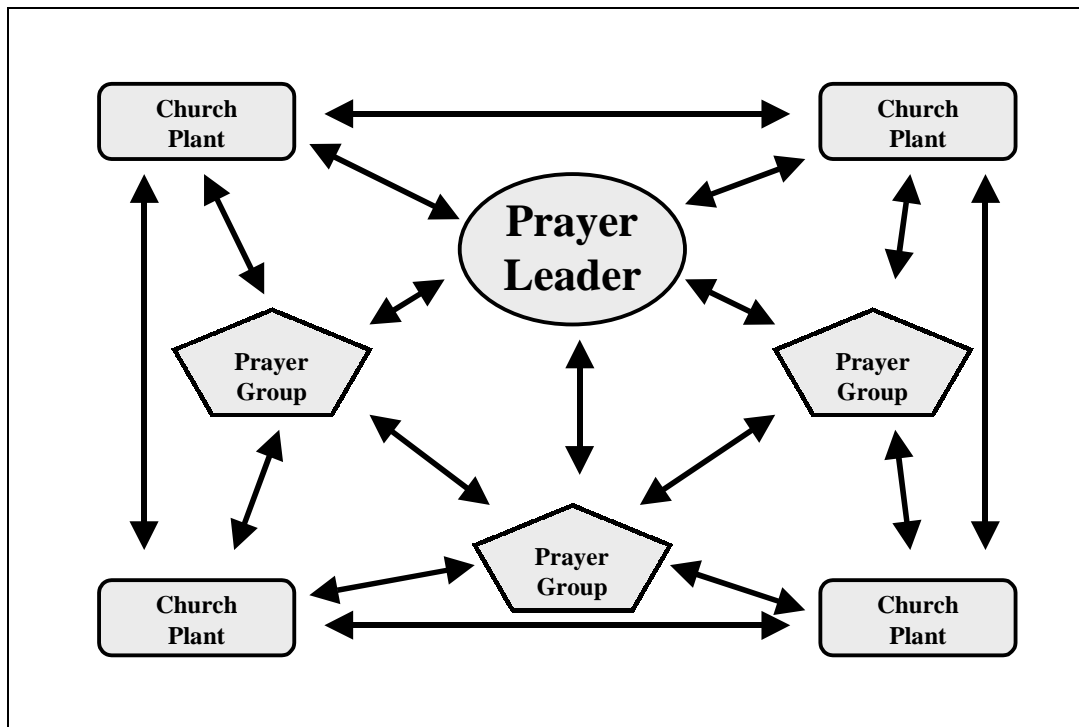 Church
Plant
Church
Plant
Prayer
Leader
Prayer
Group
Prayer
Group
Prayer
Group
Church
Plant
Church
Plant